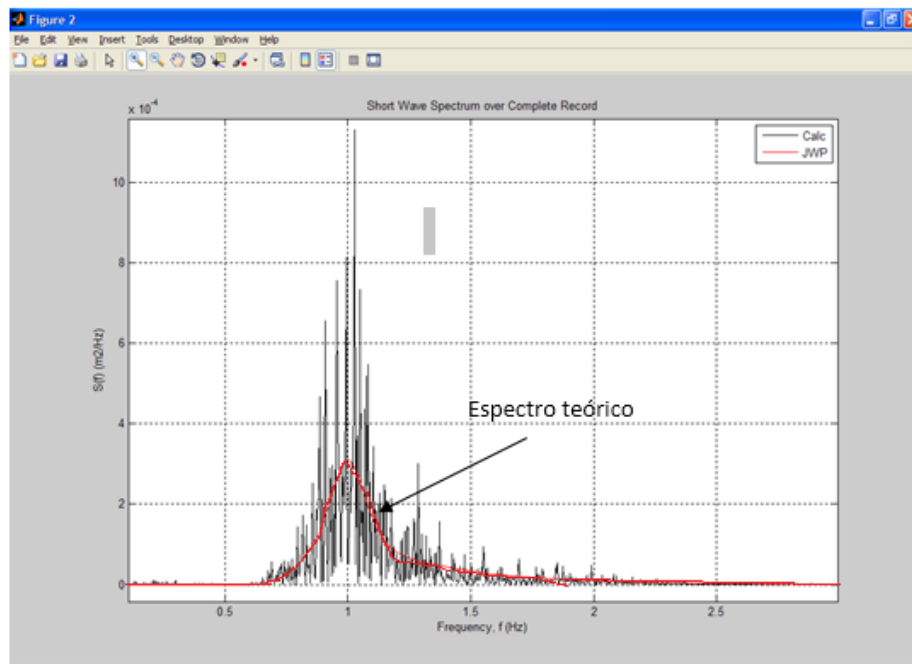 Figure 2
File Edit View Insert Tools Desktop Window Help
× 10⁻⁴
Short Wave Spectrum over Complete Record
Calc
JWP
10
8
6
4
2
0
S(f) (m2/Hz)
Espectro teórico
0.5 1 1.5 2 2.5
Frequency, f (Hz)